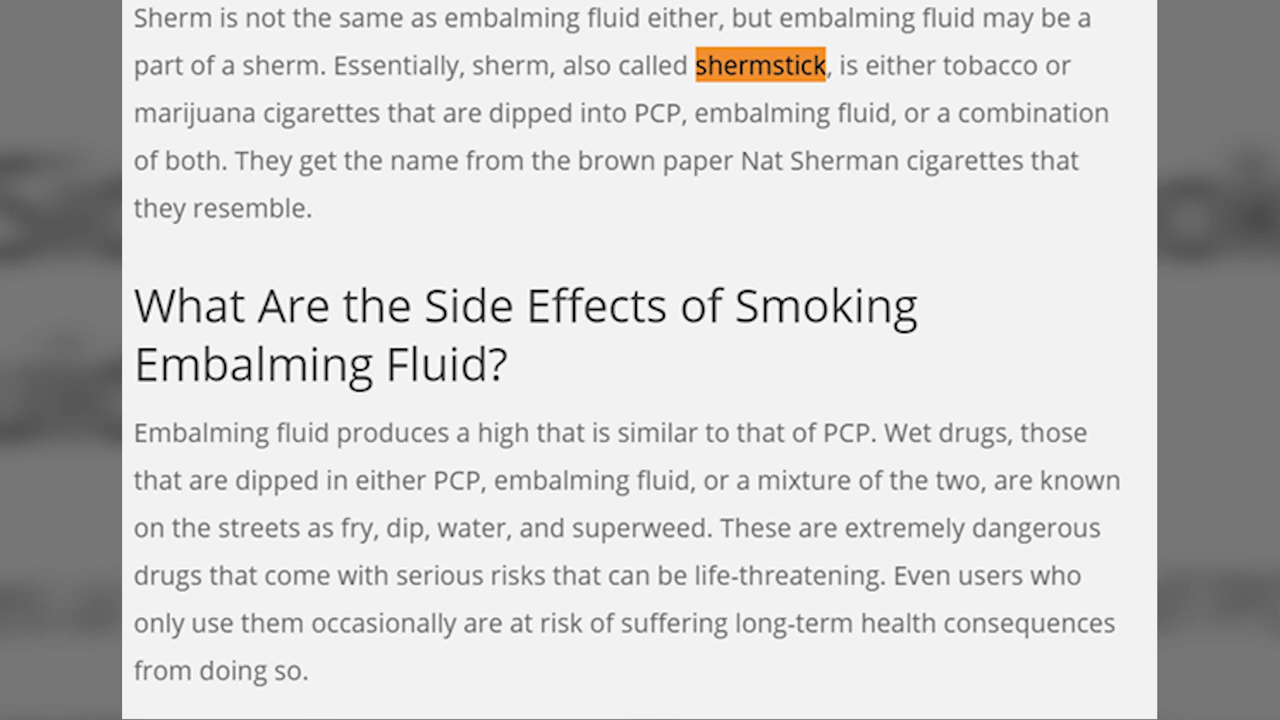 Sherm is not the same as embalming fluid either, but embalming fluid may be a
part of a sherm. Essentially, sherm, also called shermstick, is either tobacco or
marijuana cigarettes that are dipped into PCP, embalming fluid, or a combination
of both. They get the name from the brown paper Nat Sherman cigarettes that
they resemble.
What Are the Side Effects of Smoking
Embalming Fluid?
Embalming fluid produces a high that is similar to that of PCP. Wet drugs, those
that are dipped in either PCP, embalming fluid, or a mixture of the two, are known
on the streets as fry, dip, water, and superweed. These are extremely dangerous
drugs that come with serious risks that can be life-threatening. Even users who
only use them occasionally are at risk of suffering long-term health consequences
from doing so.